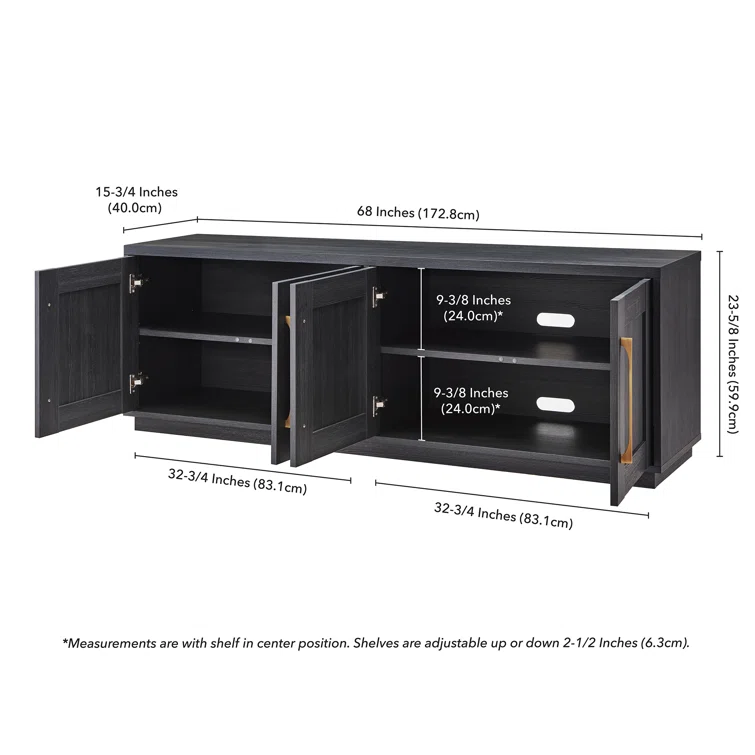 15-3/4 Inches
(40.0cm)
68 Inches (172.8cm)
9-3/8 Inches
(24.0cm)*
23-5/8 Inches (59.9cm)
9-3/8 Inches
(24.0cm)*
32-3/4 Inches (83.1cm)
32-3/4 Inches (83.1cm)
*Measurements are with shelf in center position. Shelves are adjustable up or down 2-1/2 Inches (6.3cm).